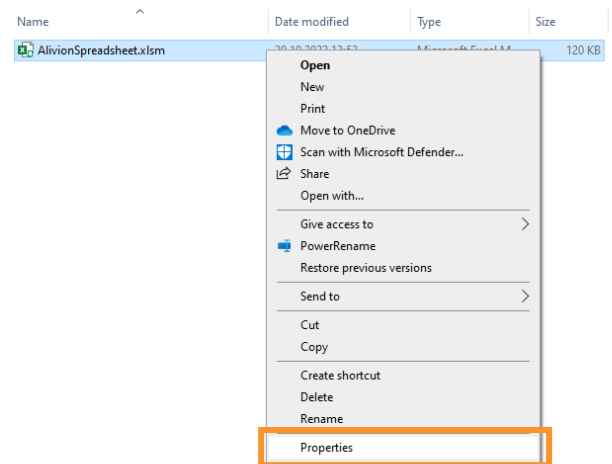 Name Date modified Type Size
AlivionSpreadsheet.xlsm 120 KB
Open
New
Print
Move to OneDrive
Scan with Microsoft Defender...
Share
Open with...
Give access to
PowerRename
Restore previous versions
Send to
Cut
Copy
Create shortcut
Delete
Rename
Properties